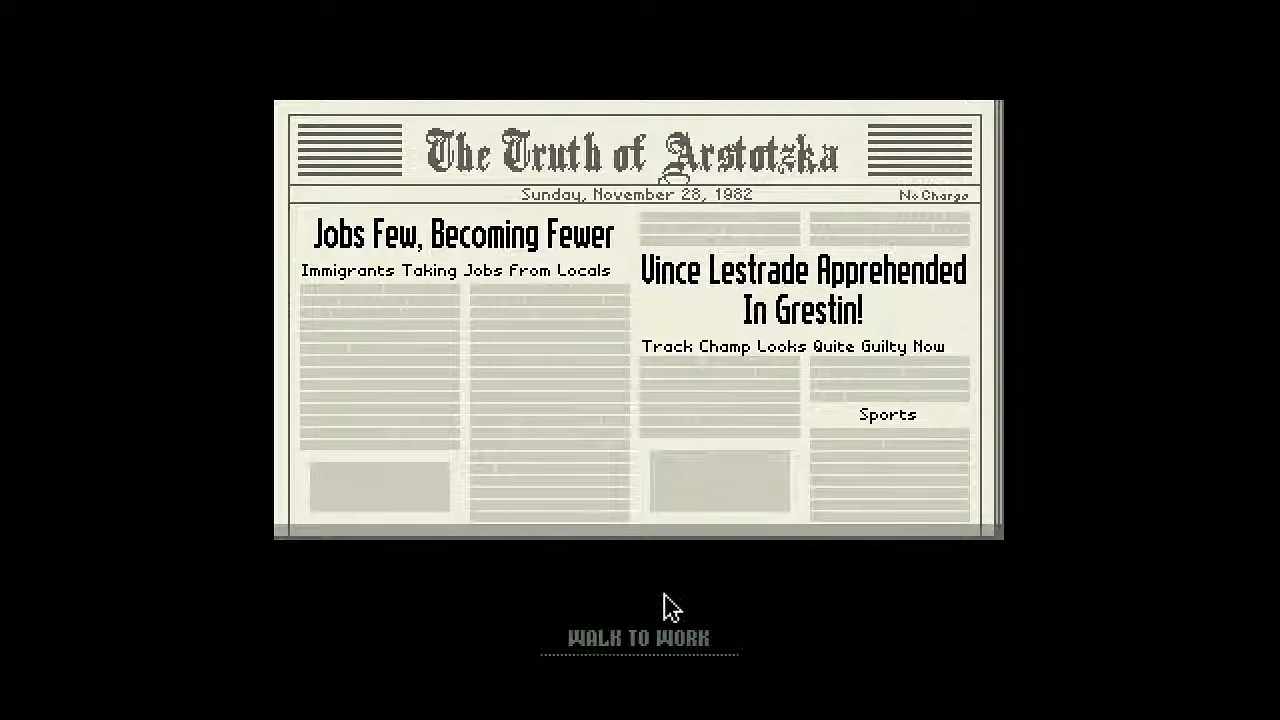 The Truth of Arstotzka
Sunday, November 28, 1982
No Charge
Jobs Few, Becoming Fewer
Immigrants Taking Jobs From Locals
Vince Lestrade Apprehended
In Grestin!
Track Champ Looks Quite Guilty Now
Sports
WALK TO WORK